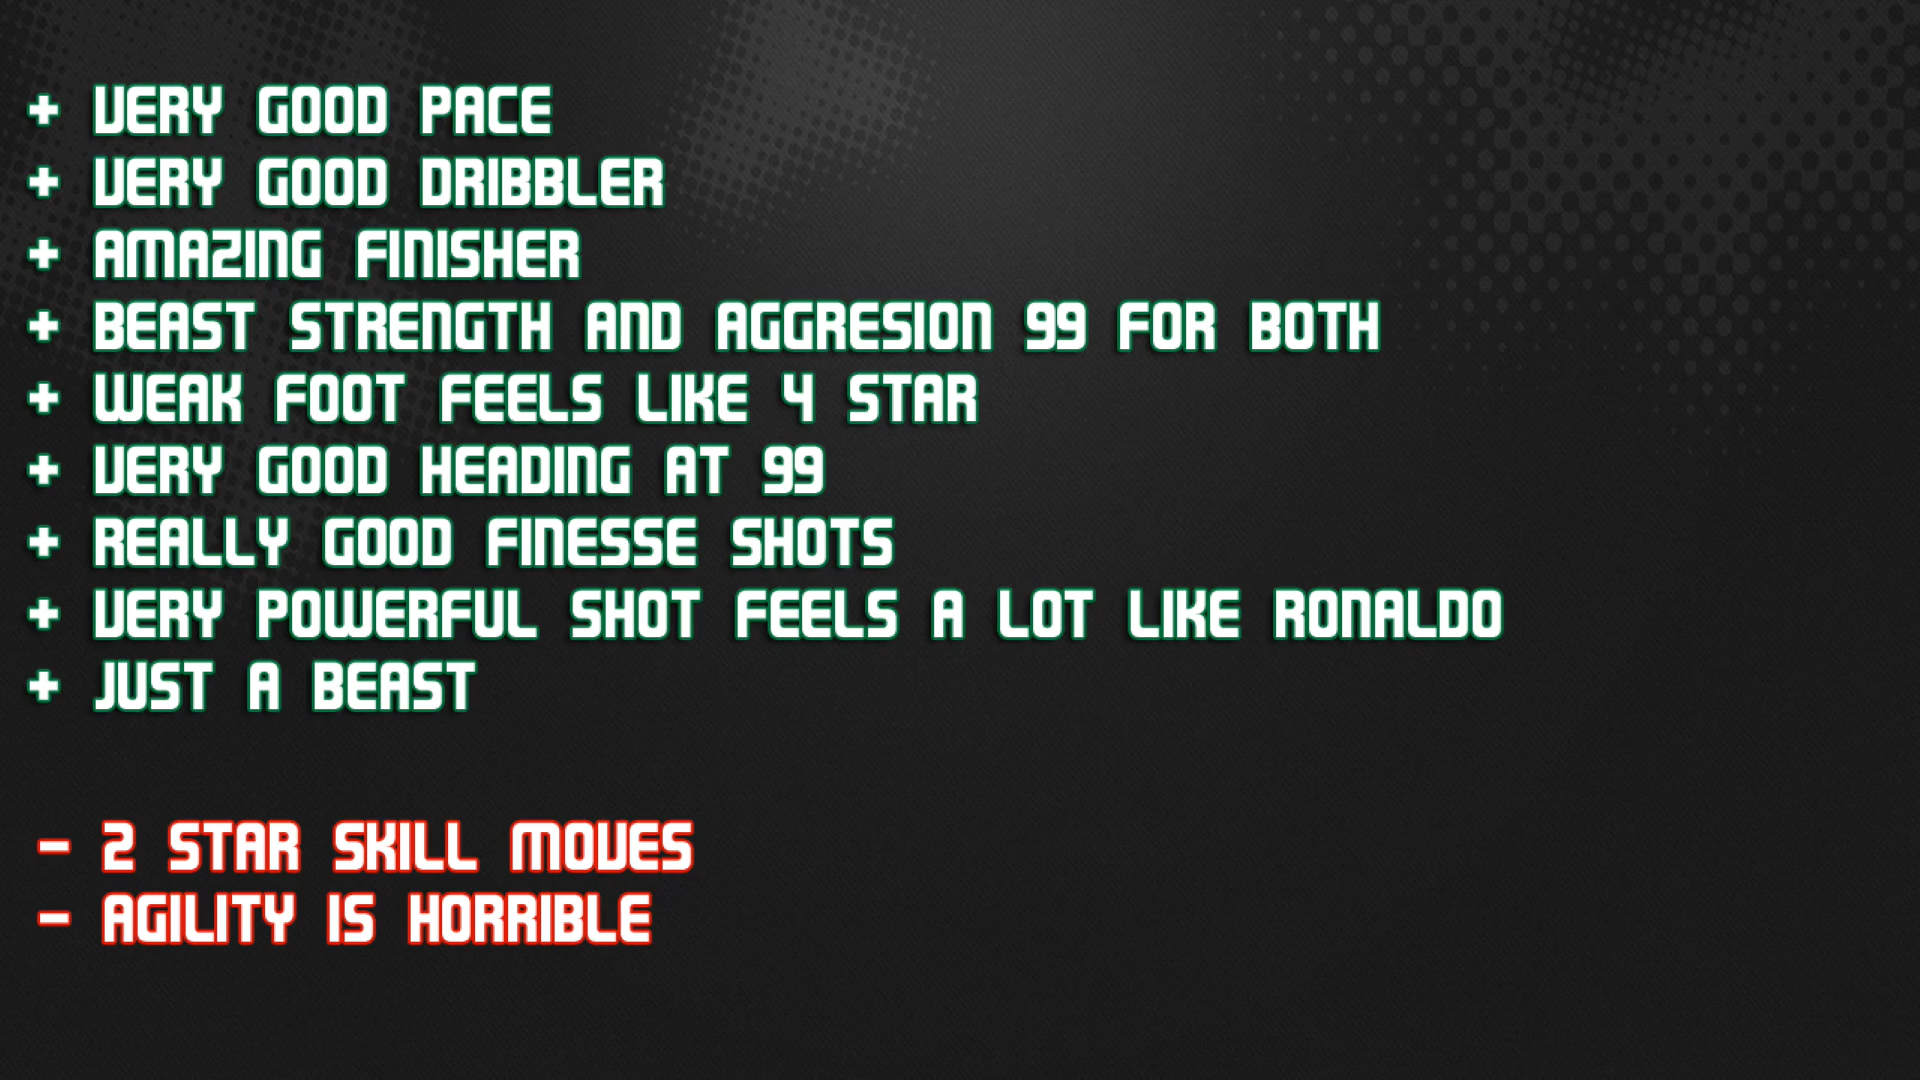 + VERY GOOD PACE
+ VERY GOOD DRIBBLER
+ AMAZING FINISHER
+ BEAST STRENGTH AND AGGRESION 99 FOR BOTH
+ WEAK FOOT FEELS LIKE 4 STAR
+ VERY GOOD HEADING AT 99
+ REALLY GOOD FINESSE SHOTS
+ VERY POWERFUL SHOT FEELS A LOT LIKE RONALDO
+ JUST A BEAST
- 2 STAR SKILL MOVES
- AGILITY IS HORRIBLE